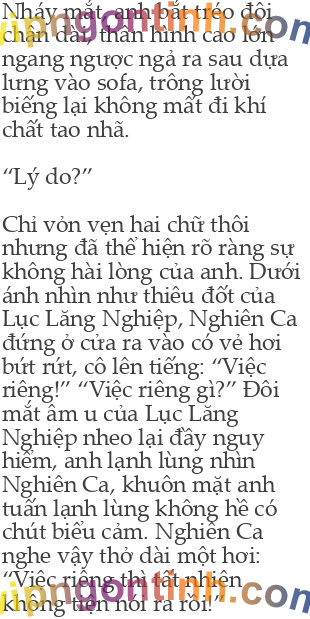 Nháy mắt, anh bắt tréo đôi
chân dài, thân hình cao lớn
ngang ngược ngả ra sau dựa
lưng vào sofa, trông lười
biếng lại không mất đi khí
chất tao nhã.
“Lý do?”
Chỉ vỏn vẹn hai chữ thôi
nhưng đã thể hiện rõ ràng sự
không hài lòng của anh. Dưới
ánh nhìn như thiêu đốt của
Lục Lăng Nghiệp, Nghiên Ca
đứng ở cửa ra vào có vẻ hơi
bứt rứt, cô lên tiếng: “Việc
riêng!” “Việc riêng gì?” Đôi
mắt âm u của Lục Lăng
Nghiệp nheo lại đầy nguy
hiểm, anh lạnh lùng nhìn
Nghiên Ca, khuôn mặt anh
tuấn lạnh lùng không hề có
chút biểu cảm. Nghiên Ca
nghe vậy thở dài một hơi:
“Việc riêng thì tất nhiên
không tiện nói ra rồi!”
vipngontinh.com
vipngontinh.com